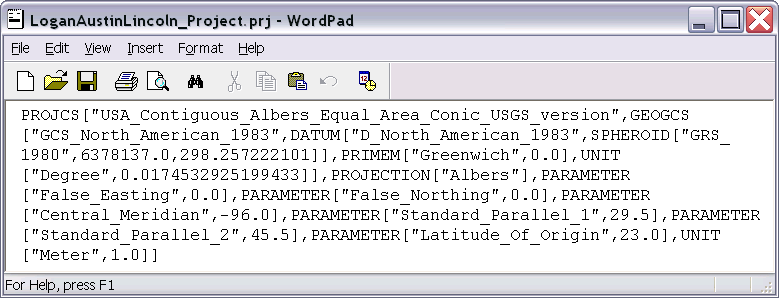 LoganAustinLincoln_Project.prj - WordPad
File Edit View Insert Format Help
PROJCS["USA_Contiguous_Albers_Equal_Area_Conic_USGS_version",GEOGCS
["GCS_North_American_1983",DATUM["D_North_American_1983",SPHEROID["GRS_
1980",6378137.0,298.257222101]],PRIMEM["Greenwich",0.0],UNIT
["Degree",0.0174532925199433]],PROJECTION["Albers"],PARAMETER
["False_Easting",0.0],PARAMETER["False_Northing",0.0],PARAMETER
["Central_Meridian",-96.0],PARAMETER["Standard_Parallel_1",29.5],PARAMETER
["Standard_Parallel_2",45.5],PARAMETER["Latitude_Of_Origin",23.0],UNIT
["Meter",1.0]]
For Help, press F1